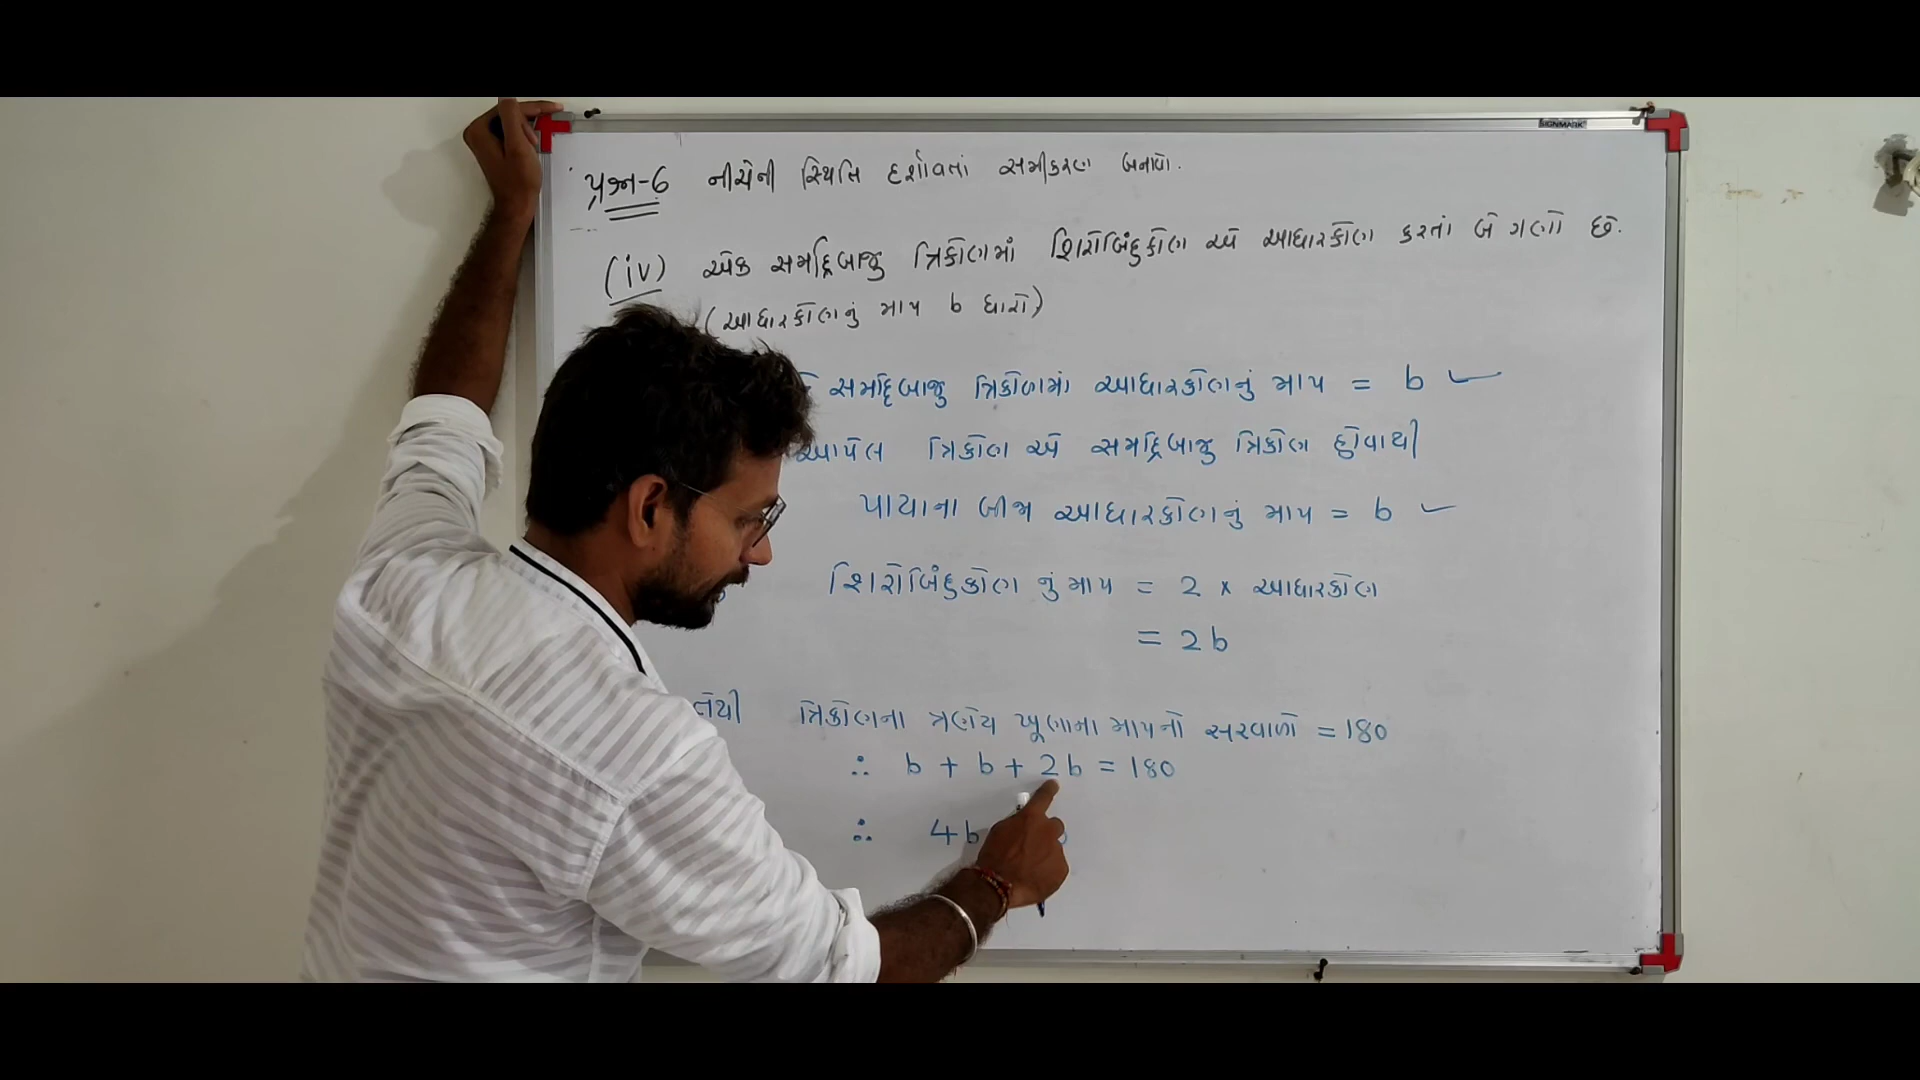 SIGNMARK
પ્રશ્ન-6 નીચેની સ્થિતિ દર્શાવતાં સમીકરણ બનાવો.
(iv) એક સમદ્વિબાજુ ત્રિકોણમાં શિરોબિંદુકોણ એ આધારકોણ કરતાં બે ગણો છે.
(આધારકોણનું માપ b ધારો)
સમદ્વિબાજુ ત્રિકોણમાં આધારકોણનું માપ = b ✓
આપેલ ત્રિકોણ એ સમદ્વિબાજુ ત્રિકોણ હોવાથી
પાયાના બીજા આધારકોણનું માપ = b ✓
શિરોબિંદુકોણ નું માપ = 2 x આધારકોણ
= 2b
તેથી ત્રિકોણના ત્રણેય ખૂણાના માપનો સરવાળો = 180
∴ b + b + 2b = 180
∴ 4b